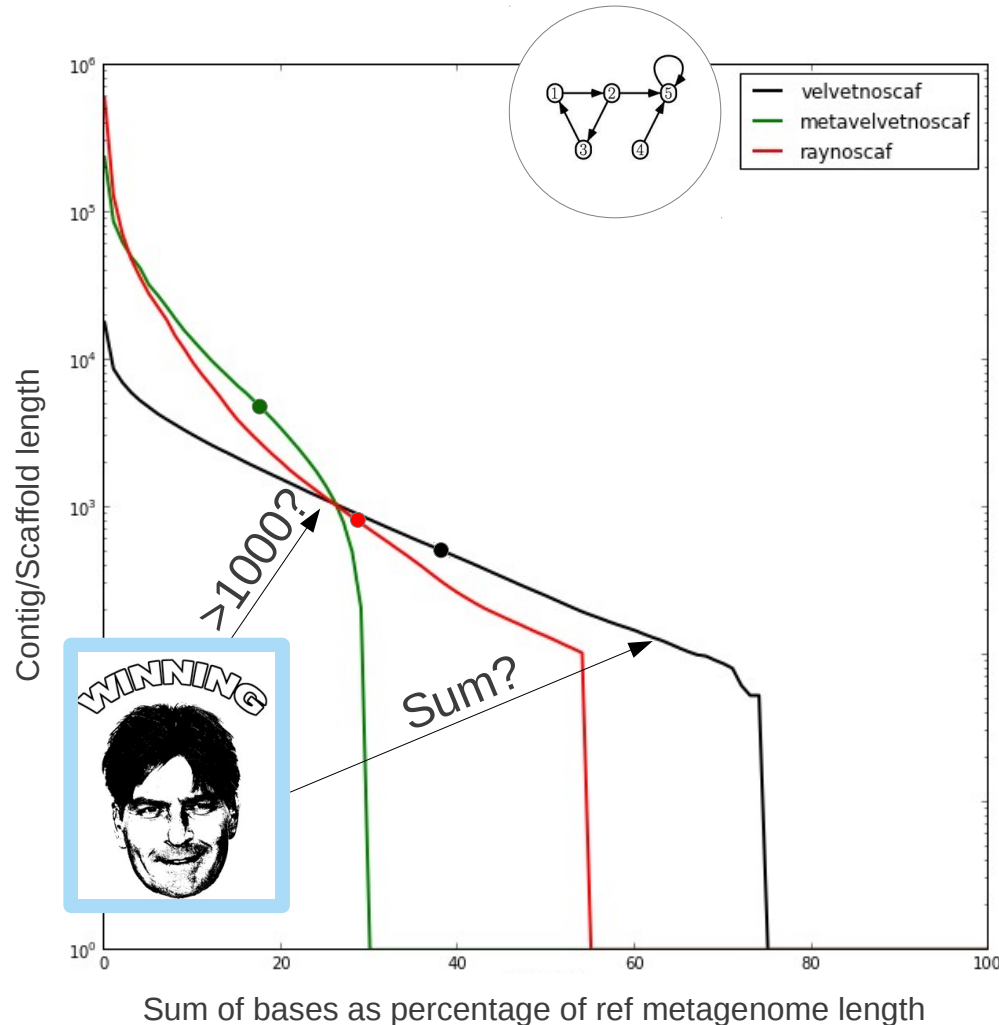 10^6
10^5
10^4
10^3
10^0
1
2
5
3
4
velvetnoscaf
metavelvetnoscaf
raynoscaf
Contig/Scaffold length
>1000?
Sum?
WINNING
0
20
40
60
80
100
Sum of bases as percentage of ref metagenome length